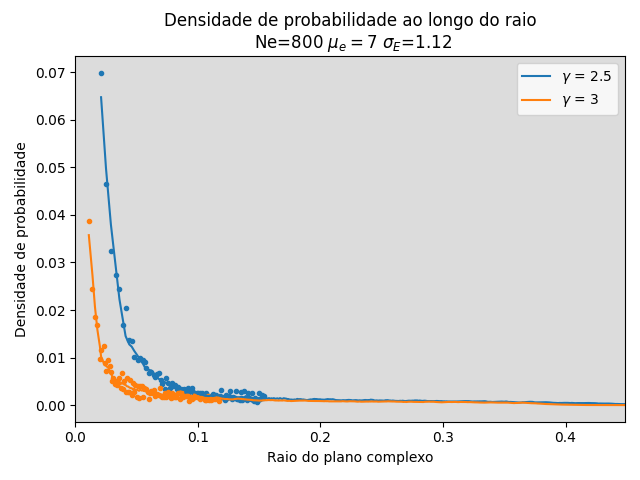 Densidade de probabilidade ao longo do raio
Ne=800 μ_e = 7 σ_E=1.12
γ = 2.5
γ = 3
Densidade de probabilidade
0.07
0.06
0.05
0.04
0.03
0.02
0.01
0.00
0.0 0.1 0.2 0.3 0.4
Raio do plano complexo